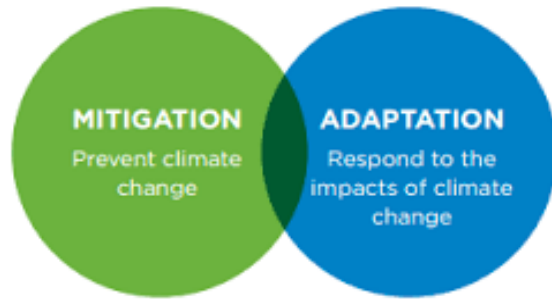 MITIGATION
Prevent climate
change
ADAPTATION
Respond to the
impacts of climate
change